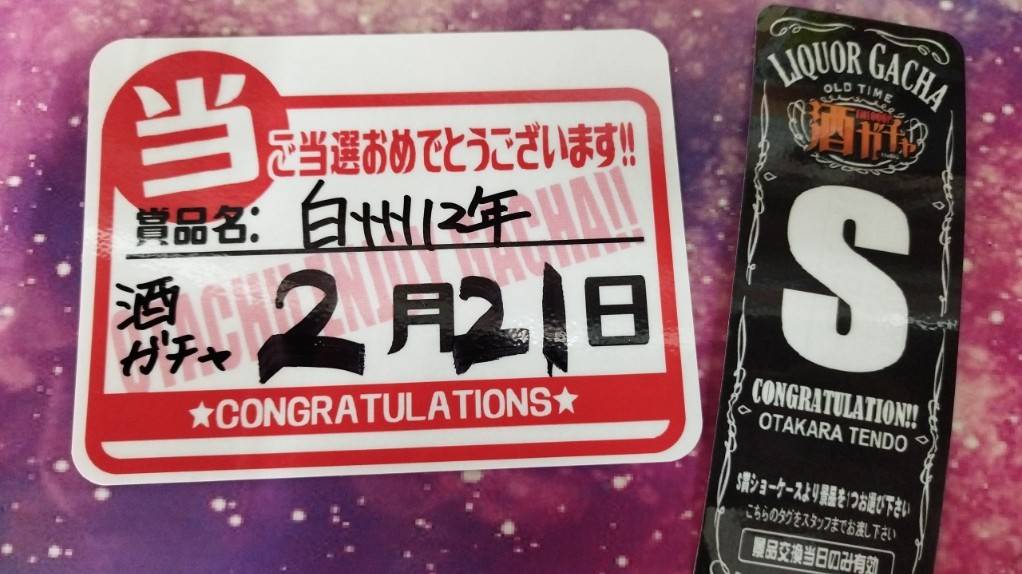 当
ご当選おめでとうございます!!
賞品名: 白州12年
酒ガチャ
2月21日
★CONGRATULATIONS★
LIQUOR GACHA
OLD TIME
酒ガチャ
S
CONGRATULATION!!
OTAKARA TENDO
S賞ショーケースより景品を1つお選び下さい
こちらのタグをスタッフまでお渡し下さい
景品交換当日のみ有効